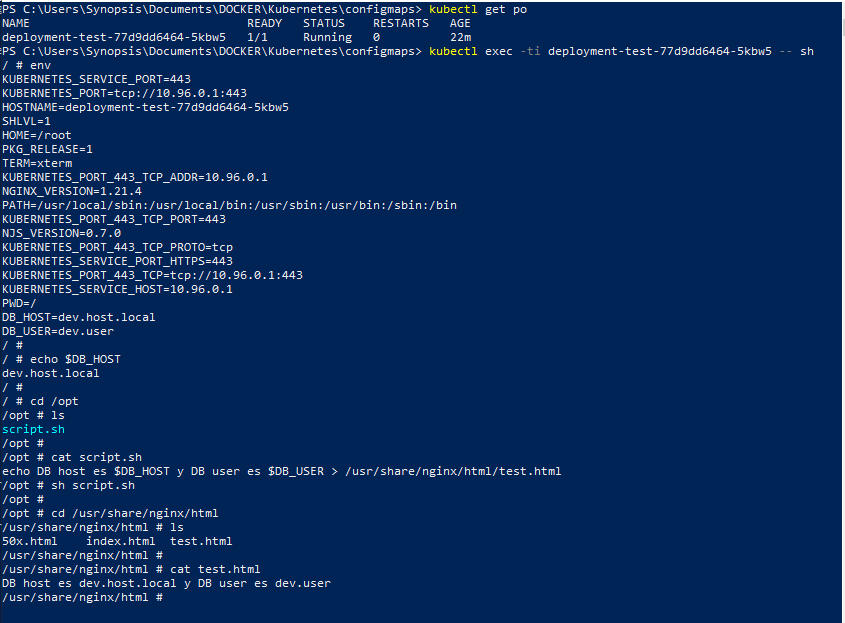 PS C:\Users\Synopsis\Documents\DOCKER\Kubernetes\configmaps> kubectl get po
NAME                               READY   STATUS    RESTARTS   AGE
deployment-test-77d9dd6464-5kbw5   1/1     Running   0          22m
PS C:\Users\Synopsis\Documents\DOCKER\Kubernetes\configmaps> kubectl exec -ti deployment-test-77d9dd6464-5kbw5 -- sh
/ # env
KUBERNETES_SERVICE_PORT=443
KUBERNETES_PORT=tcp://10.96.0.1:443
HOSTNAME=deployment-test-77d9dd6464-5kbw5
SHLVL=1
HOME=/root
PKG_RELEASE=1
TERM=xterm
KUBERNETES_PORT_443_TCP_ADDR=10.96.0.1
NGINX_VERSION=1.21.4
PATH=/usr/local/sbin:/usr/local/bin:/usr/sbin:/usr/bin:/sbin:/bin
KUBERNETES_PORT_443_TCP_PORT=443
NJS_VERSION=0.7.0
KUBERNETES_PORT_443_TCP_PROTO=tcp
KUBERNETES_SERVICE_PORT_HTTPS=443
KUBERNETES_PORT_443_TCP=tcp://10.96.0.1:443
KUBERNETES_SERVICE_HOST=10.96.0.1
PWD=/
DB_HOST=dev.host.local
DB_USER=dev.user
/ #
/ # echo $DB_HOST
dev.host.local
/ #
/ # cd /opt
/opt # ls
script.sh
/opt #
/opt # cat script.sh
echo DB host es $DB_HOST y DB user es $DB_USER > /usr/share/nginx/html/test.html
/opt # sh script.sh
/opt #
/opt # cd /usr/share/nginx/html
/usr/share/nginx/html # ls
50x.html    index.html  test.html
/usr/share/nginx/html #
/usr/share/nginx/html # cat test.html
DB host es dev.host.local y DB user es dev.user
/usr/share/nginx/html #